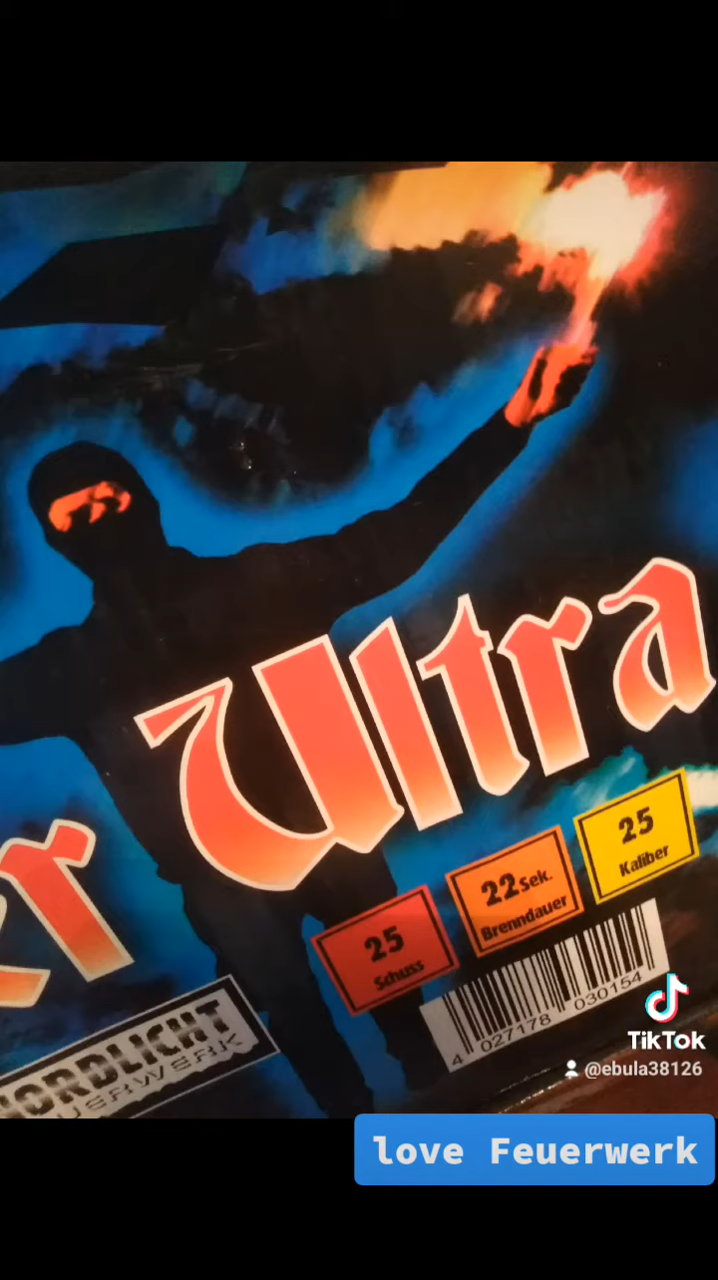 er Ultra
25
Schuss
22 Sek.
Brenndauer
25
Kaliber
4 027178 030154
NORDLICHT
TikTok
@ebula38126
love Feuerwerk